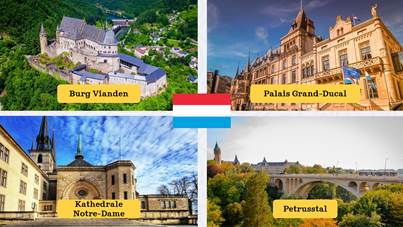 Burg Vianden
Palais Grand-Ducal
Kathedrale
Notre-Dame
Petrusstal